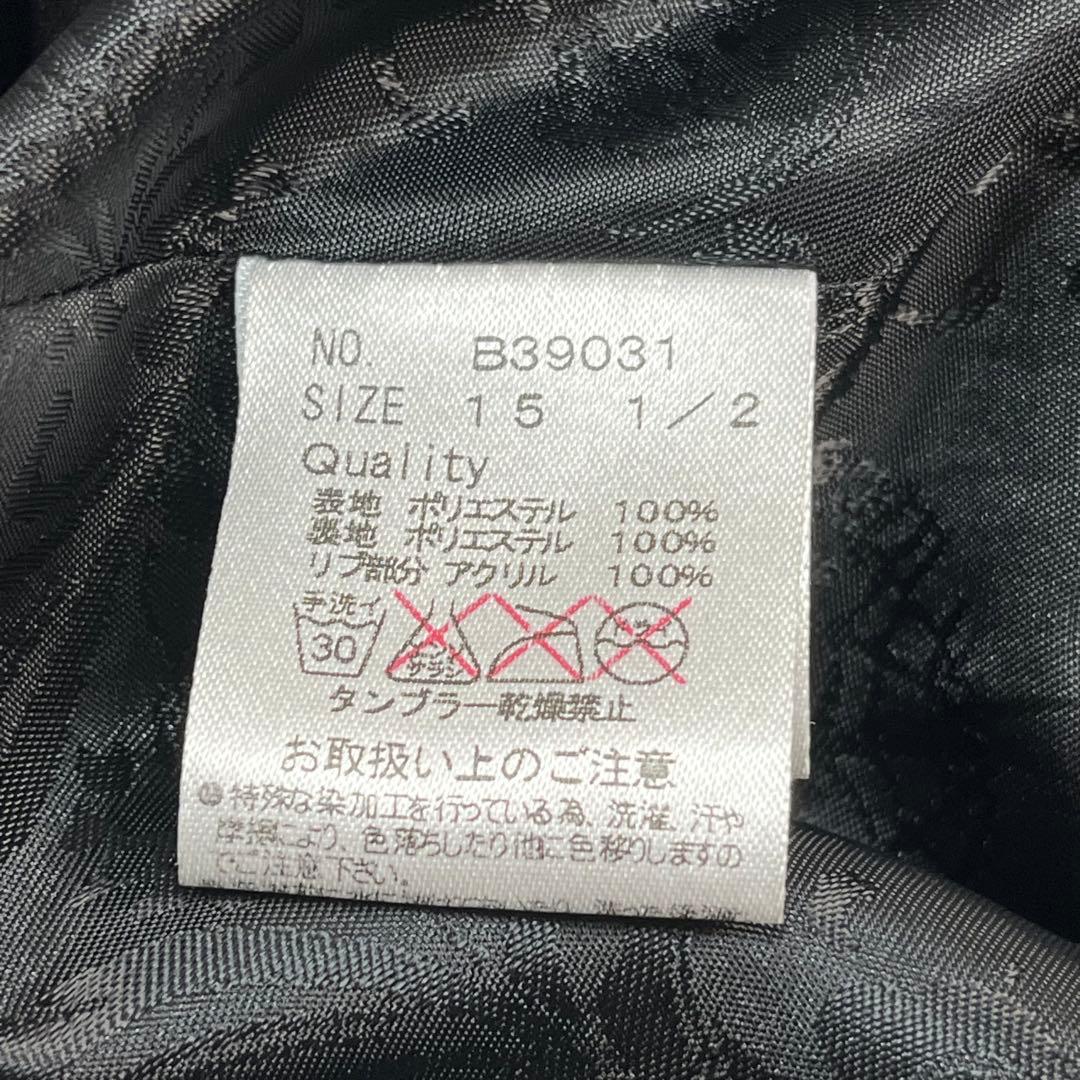 NO. B39031
SIZE 15 1/2
Quality
表地 ポリエステル 100%
裏地 ポリエステル 100%
リブ部分 アクリル 100%
手洗イ
30
サラシ
タンブラー乾燥禁止
お取扱い上のご注意
●特殊な染加工を行っている為、洗濯、汗や
摩擦により、色落ちしたり他に色移りしますの
でご注意下さい。